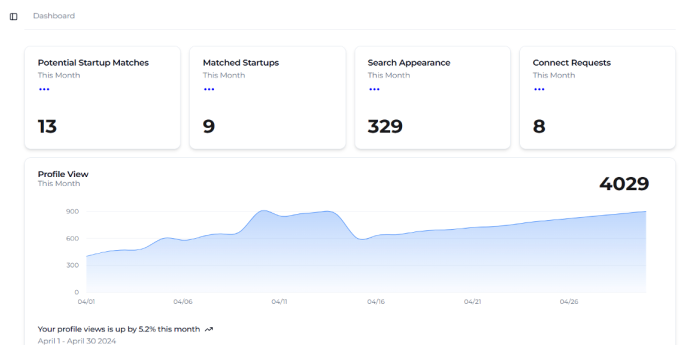 Dashboard
Potential Startup Matches
This Month
13
Matched Startups
This Month
9
Search Appearance
This Month
329
Connect Requests
This Month
8
Profile View
This Month
4029
900
600
300
0
04/01 04/06 04/11 04/16 04/21 04/26
Your profile views is up by 5.2% this month
April 1 - April 30 2024